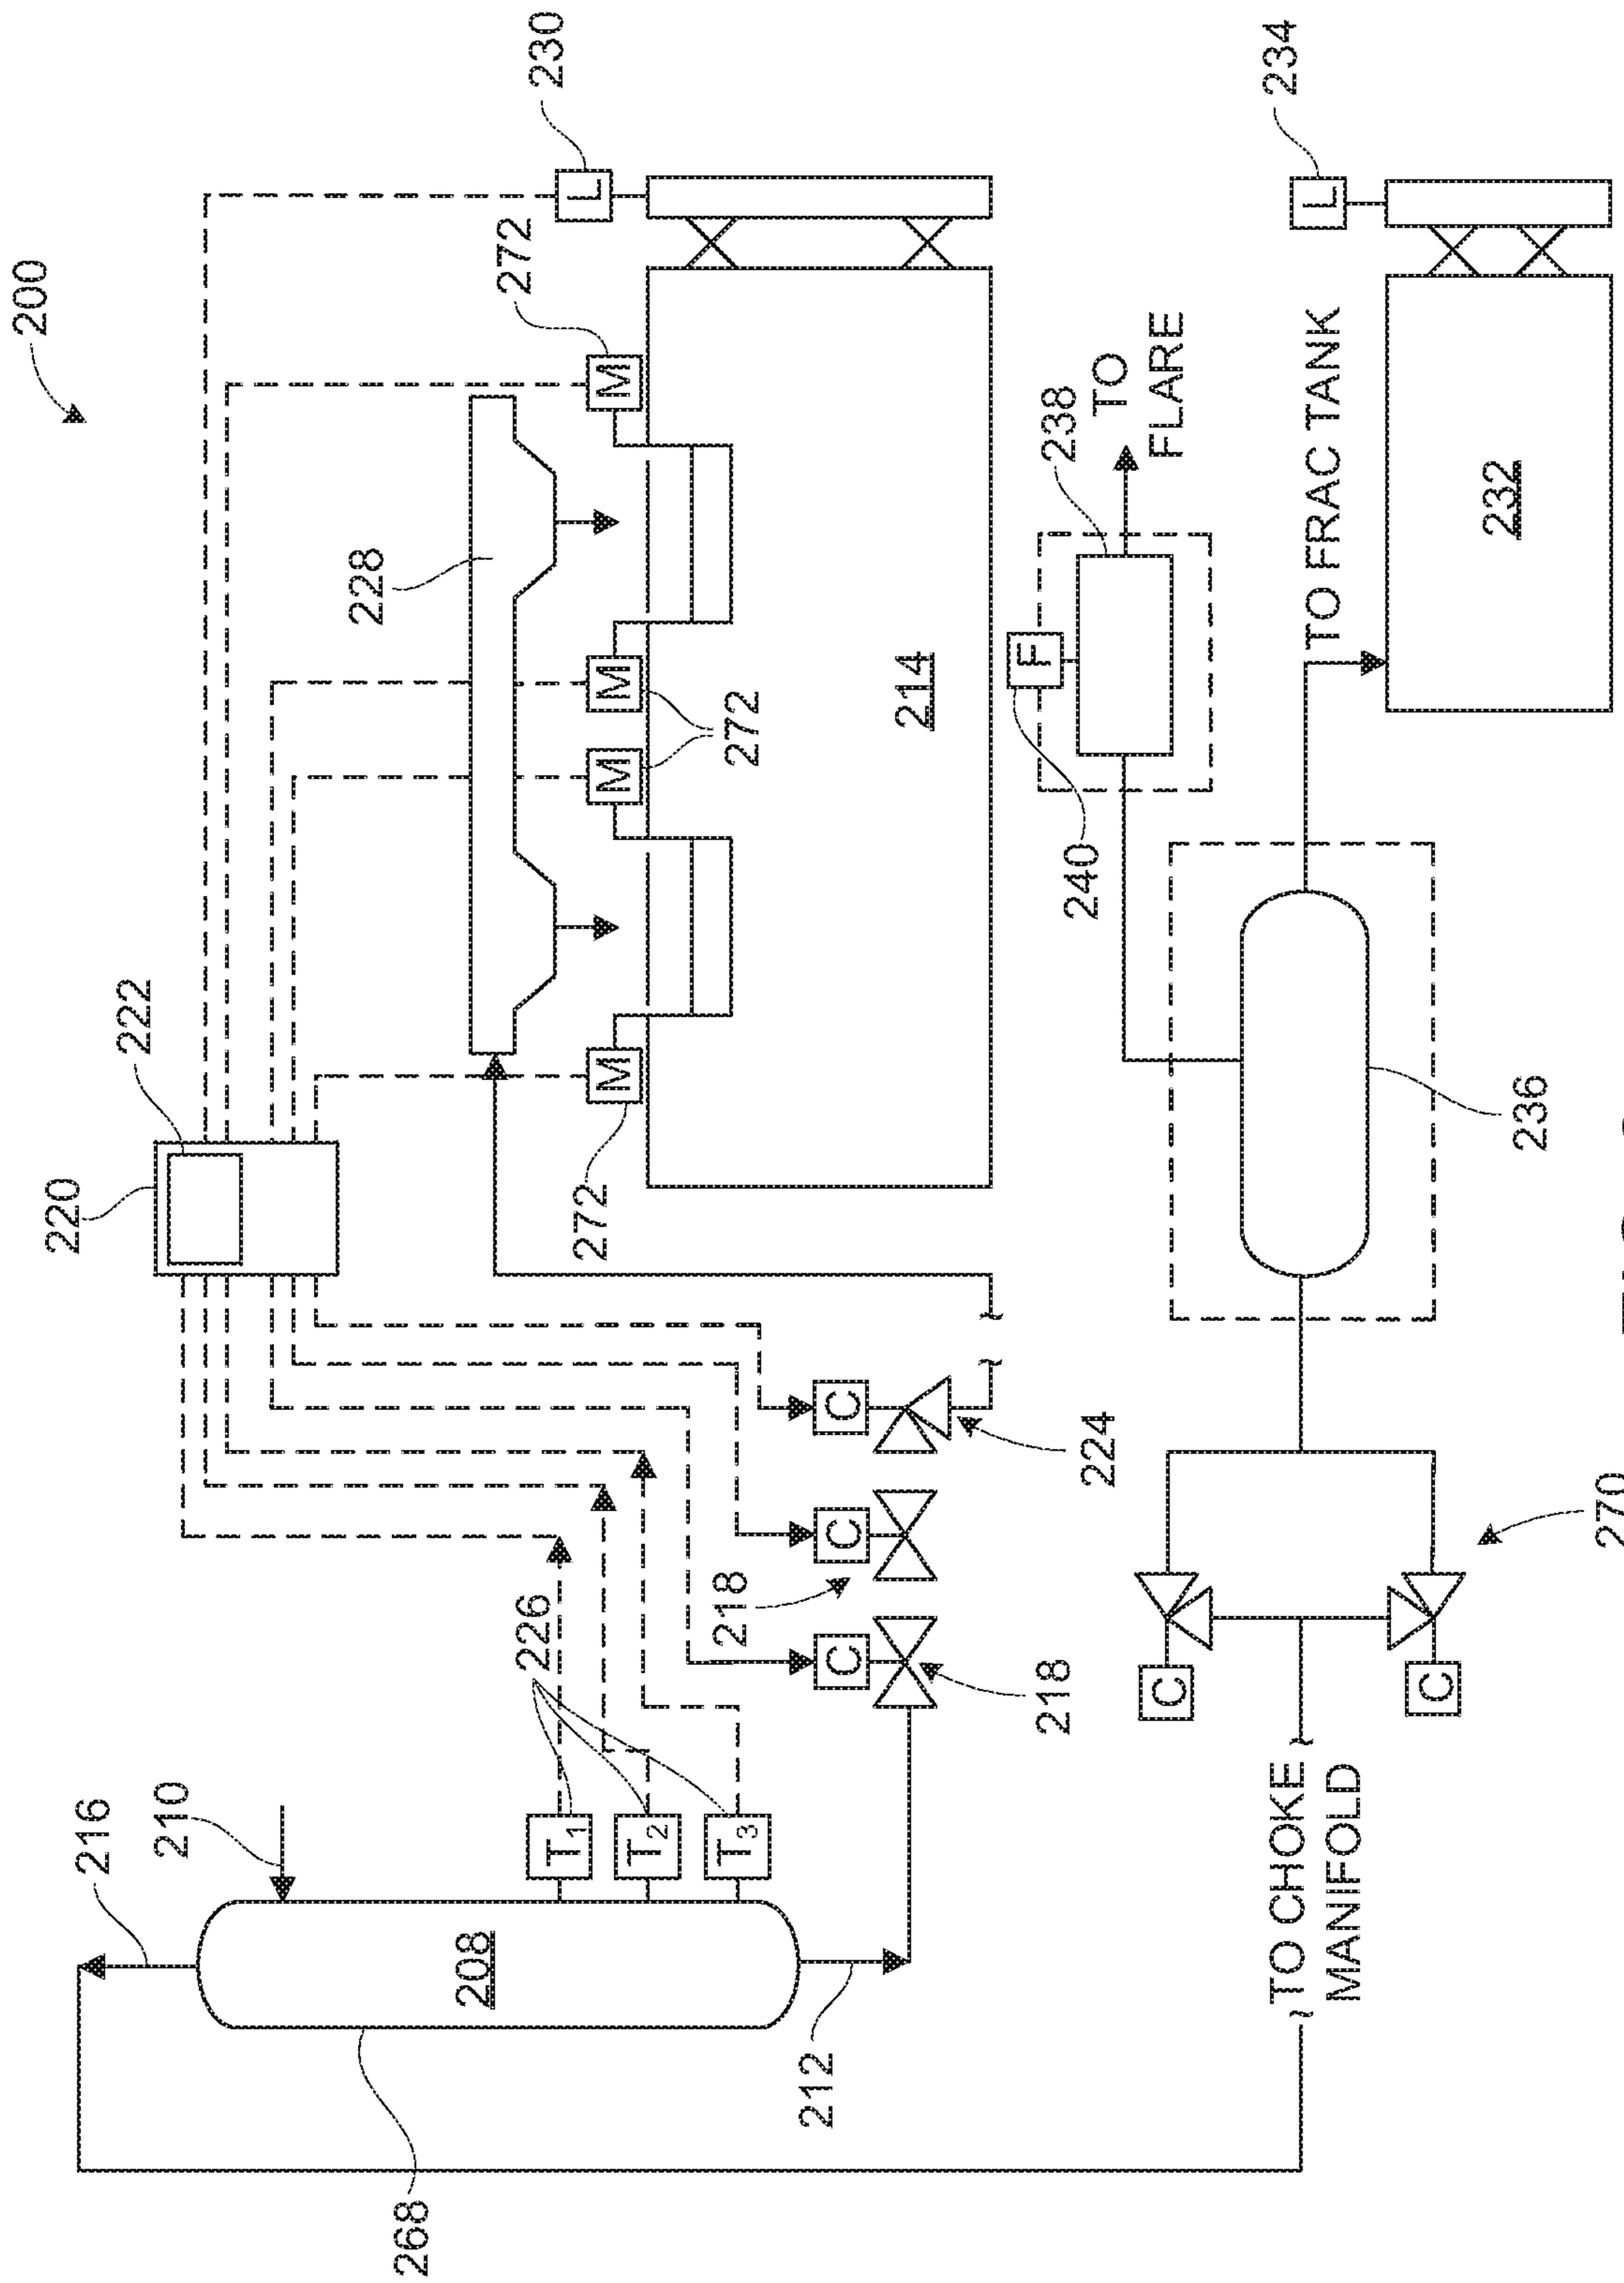 200
220
222
230
228
272
272
272
L
M
M
M
M
214
216
210
226
T1
T2
T3
208
268
212
218
218
C
C
C
224
F
240
238
TO
FLARE
236
TO FRAC TANK
232
L
234
TO CHOKE
MANIFOLD
C
C
270